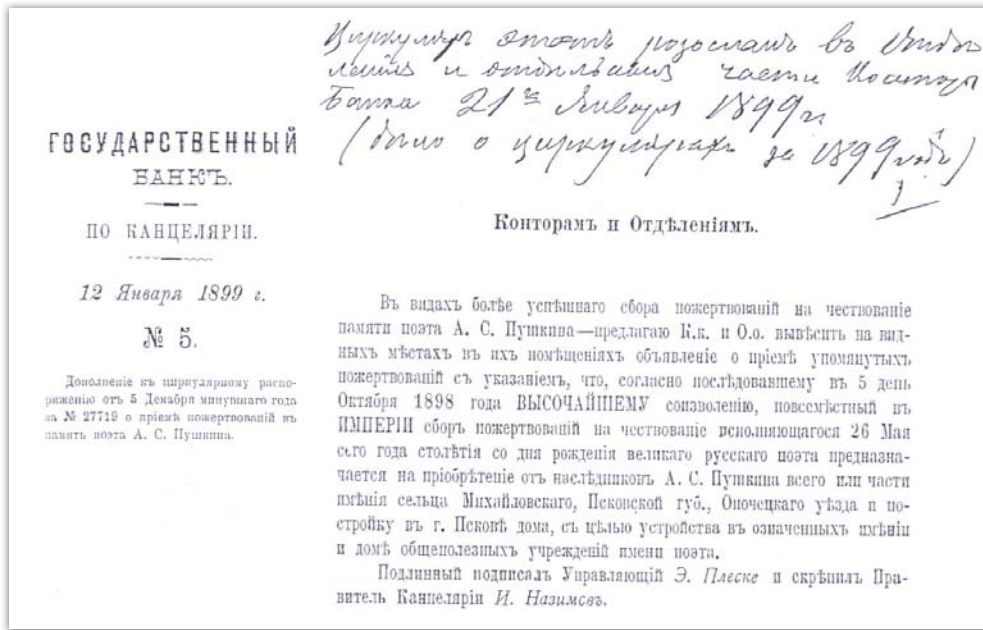 Циркуляръ этотъ розосланъ въ Отдѣ
ленія и отдѣльныя части Конторы
Банка 21го Января 1899 г.
(дѣло о циркулярахъ за 1899 годъ)
ГОСУДАРСТВЕННЫЙ
БАНКЪ.
ПО КАНЦЕЛЯРІИ.
12 Января 1899 г.
№ 5.
Дополненіе къ циркулярному распо-
ряженію отъ 5 Декабря минувшаго года
за № 27719 о пріемѣ пожертвованій въ
память поэта А. С. Пушкина.
Конторамъ и Отдѣленіямъ.
Въ видахъ болѣе успѣшнаго сбора пожертвованій на чествованіе
памяти поэта А. С. Пушкина—предлагаю К.к. и О.о. вывѣсить на вид-
ныхъ мѣстахъ въ ихъ помѣщеніяхъ объявленіе о пріемѣ упомянутыхъ
пожертвованій съ указаніемъ, что, согласно послѣдовавшему въ 5 день
Октября 1898 года ВЫСОЧАЙШЕМУ соизволенію, повсемѣстный въ
ИМПЕРІИ сборъ пожертвованій на чествованіе исполняющагося 26 Мая
сего года столѣтія со дня рожденія великаго русскаго поэта предназна-
чается на пріобрѣтеніе отъ наслѣдниковъ А. С. Пушкина всего или части
имѣнія сельца Михайловскаго, Псковской губ., Опочецкаго уѣзда и по-
стройку въ г. Псковѣ дома, съ цѣлью устройства въ означенныхъ имѣніи
и домѣ общеполезныхъ учрежденій имени поэта.
Подлинный подписалъ Управляющій Э. Плеске и скрѣпилъ Пра-
витель Канцеляріи И. Назимовъ.